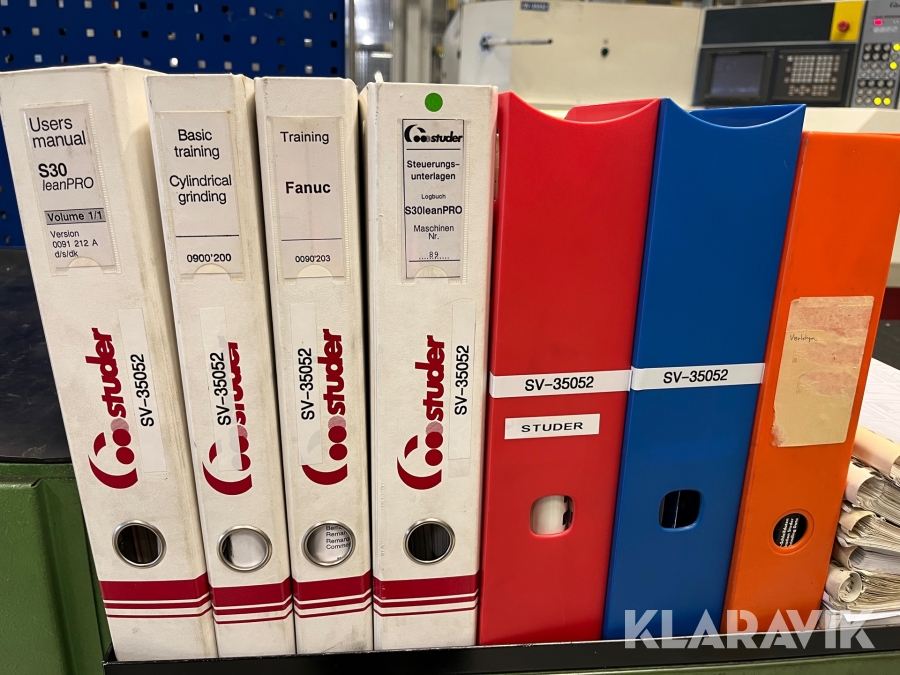 Users
manual
S30
leanPRO
Volume 1/1
Version
0091 212 A
d/s/dk
studer
SV-35052
Basic
training
Cylindrical
grinding
0900'200
studer
SV-35052
Training
Fanuc
0090'203
studer
SV-35052
studer
Steuerungs-
unterlagen
Logbuch
S30leanPRO
Maschinen
Nr.
....89....
studer
SV-35052
SV-35052
STUDER
SV-35052
KLARAVIK